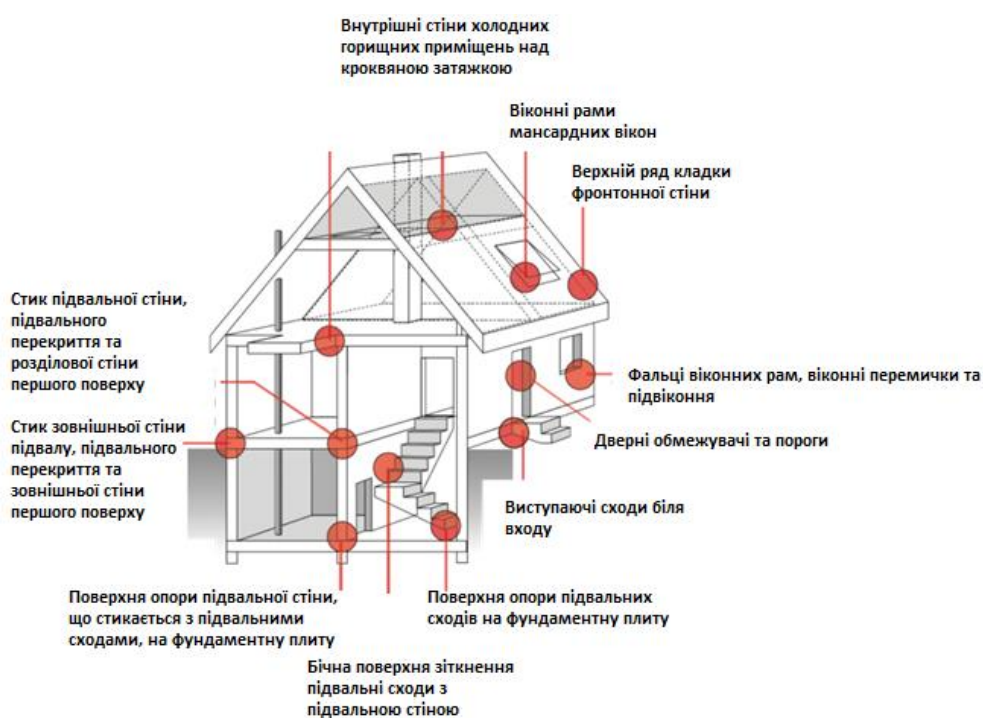 Внутрішні стіни холодних
горищних приміщень над
кроквяною затяжкою
Віконні рами
мансардних вікон
Верхній ряд кладки
фронтонної стіни
Стик підвальної стіни,
підвального
перекриття та
розділової стіни
першого поверху
Фальці віконних рам, віконні перемички та
підвіконня
Стик зовнішньої стіни
підвалу, підвального
перекриття та
зовнішньої стіни
першого поверху
Дверні обмежувачі та пороги
Виступаючі сходи біля
входу
Поверхня опори підвальної стіни,
що стикається з підвальними
сходами, на фундаментну плиту
Поверхня опори підвальних
сходів на фундаментну плиту
Бічна поверхня зіткнення
підвальні сходи з
підвальною стіною